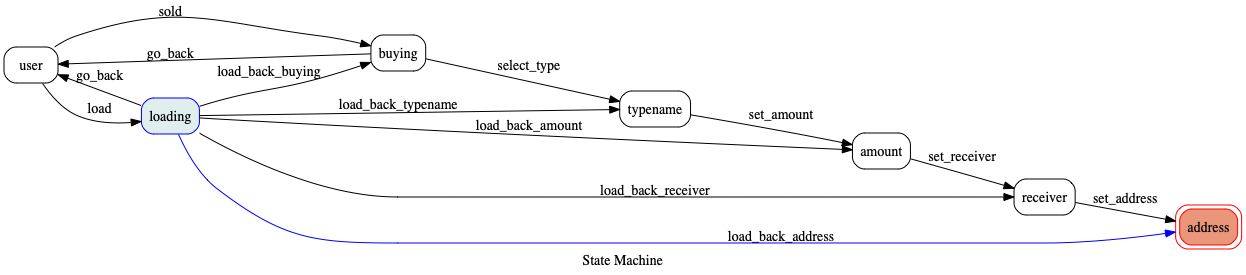 sold
user
go_back
buying
go_back
load_back_buying
select_type
load
loading
load_back_typename
typename
load_back_amount
set_amount
amount
set_receiver
load_back_receiver
receiver
set_address
load_back_address
address
State Machine